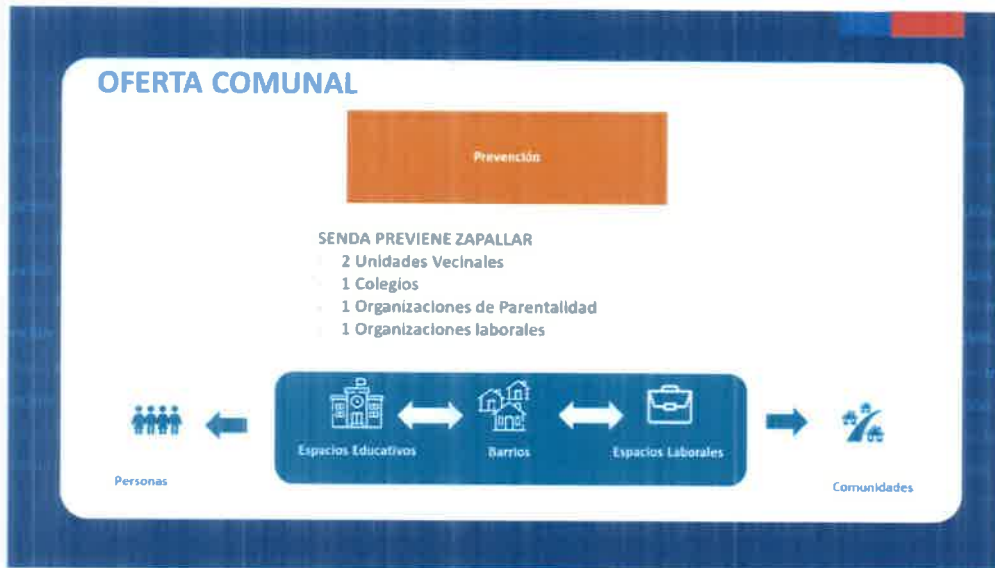 OFERTA COMUNAL
Prevención
SENDA PREVIENE ZAPALLAR
2 Unidades Vecinales
1 Colegios
1 Organizaciones de Parentalidad
1 Organizaciones laborales
Espacios Educativos
Barrios
Espacios Laborales
Personas
Comunidades